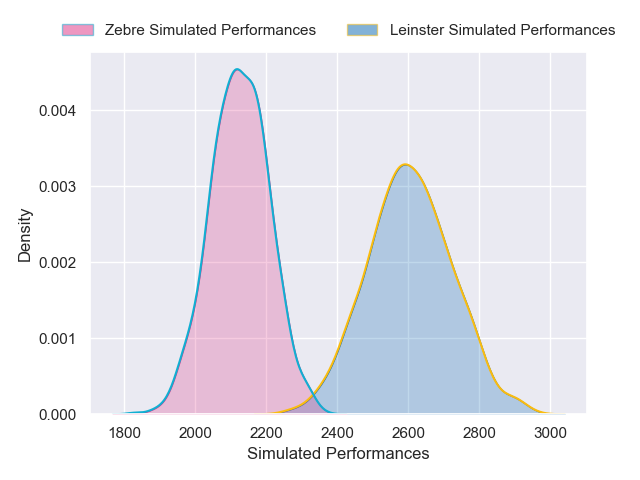 Zebre Simulated Performances
Leinster Simulated Performances
0.004
0.003
0.002
0.001
0.000
Density
1800 2000 2200 2400 2600 2800 3000
Simulated Performances